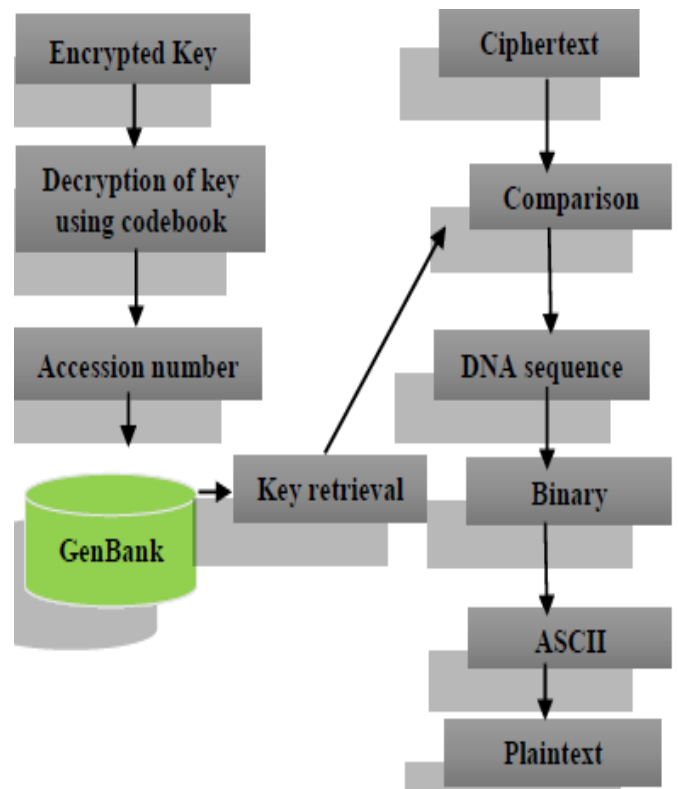 Encrypted Key
Decryption of key
using codebook
Accession number
GenBank
Key retrieval
Ciphertext
Comparison
DNA sequence
Binary
ASCII
Plaintext